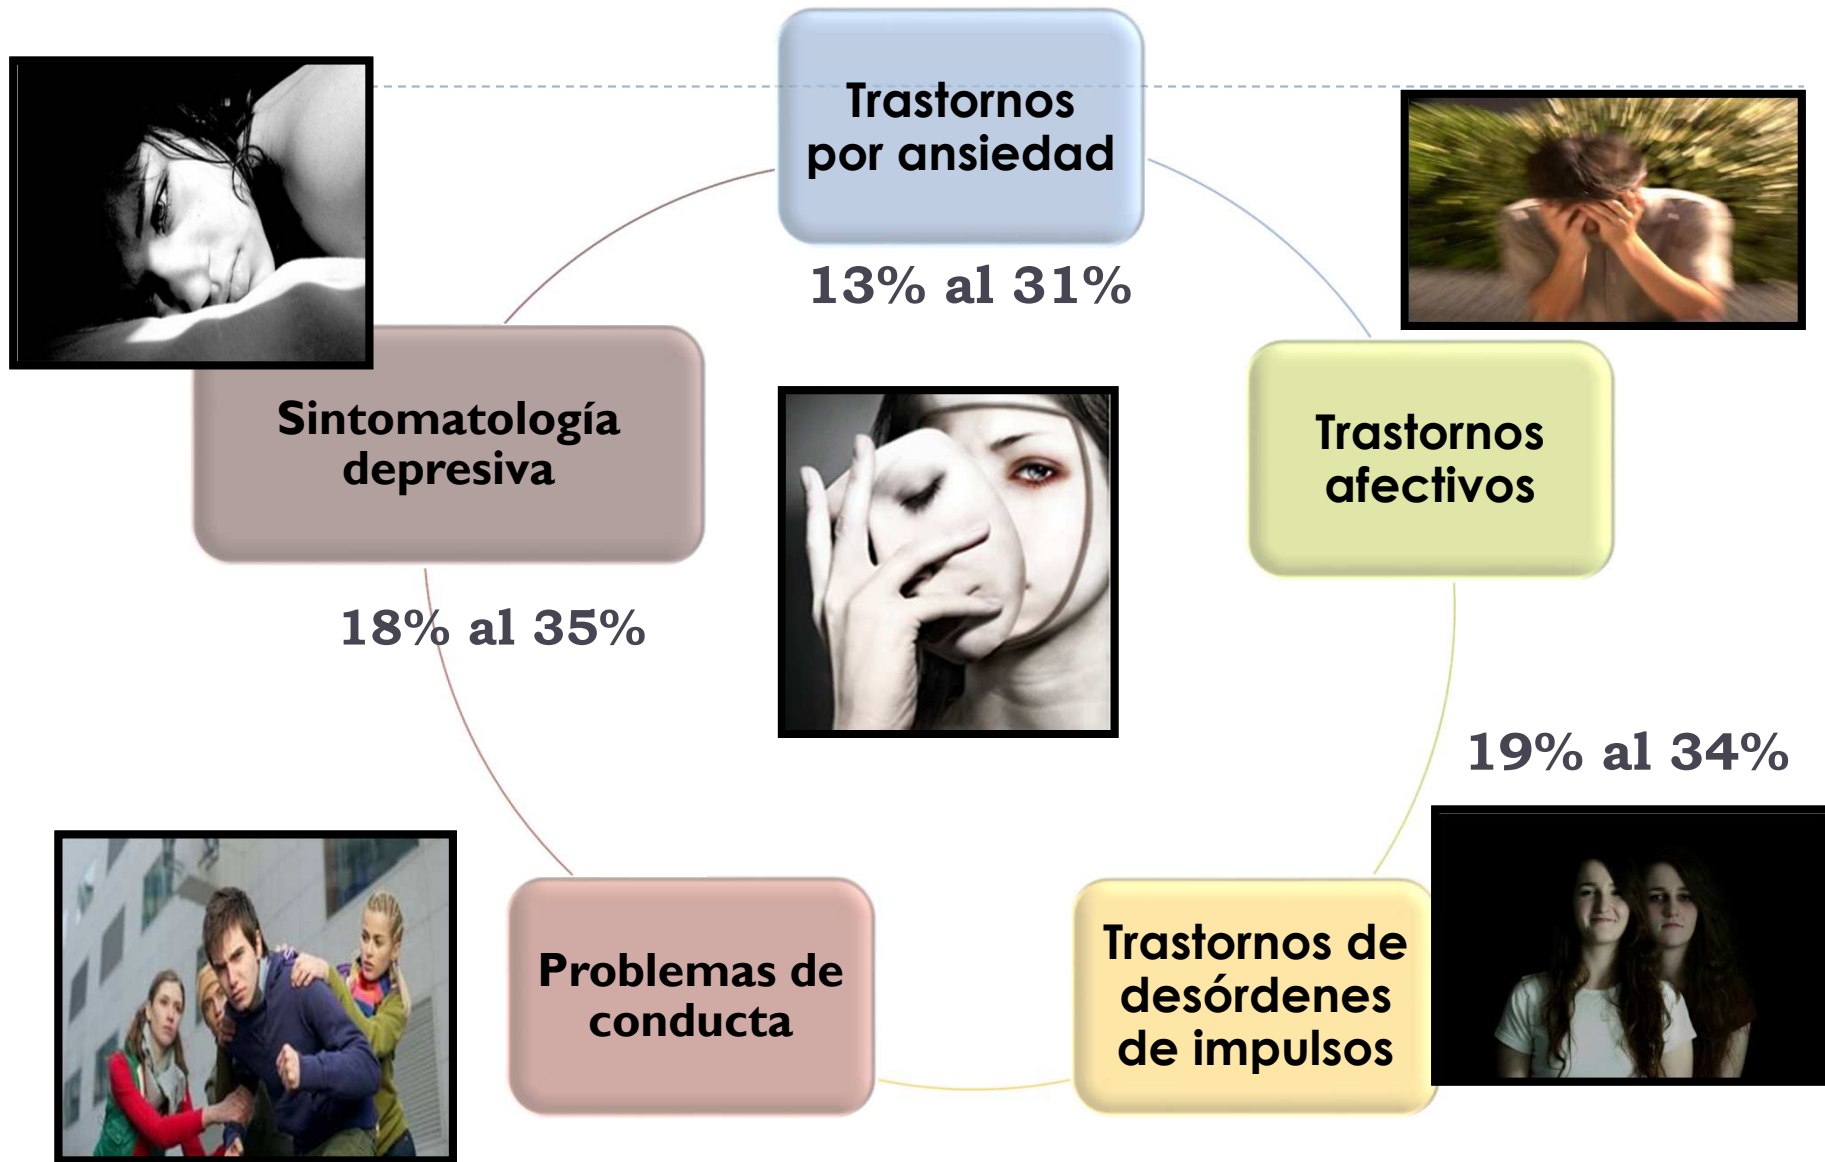 Trastornos
por ansiedad
13% al 31%
Sintomatología
depresiva
18% al 35%
Trastornos
afectivos
19% al 34%
Problemas de
conducta
Trastornos de
desórdenes
de impulsos